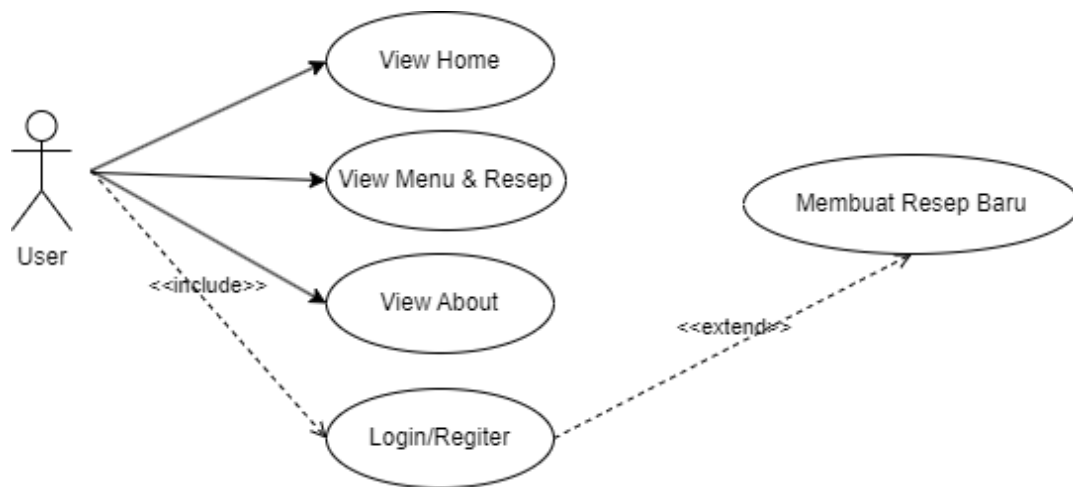 View Home
View Menu & Resep
Membuat Resep Baru
User
<<include>>
View About
<<extend>>
Login/Regiter